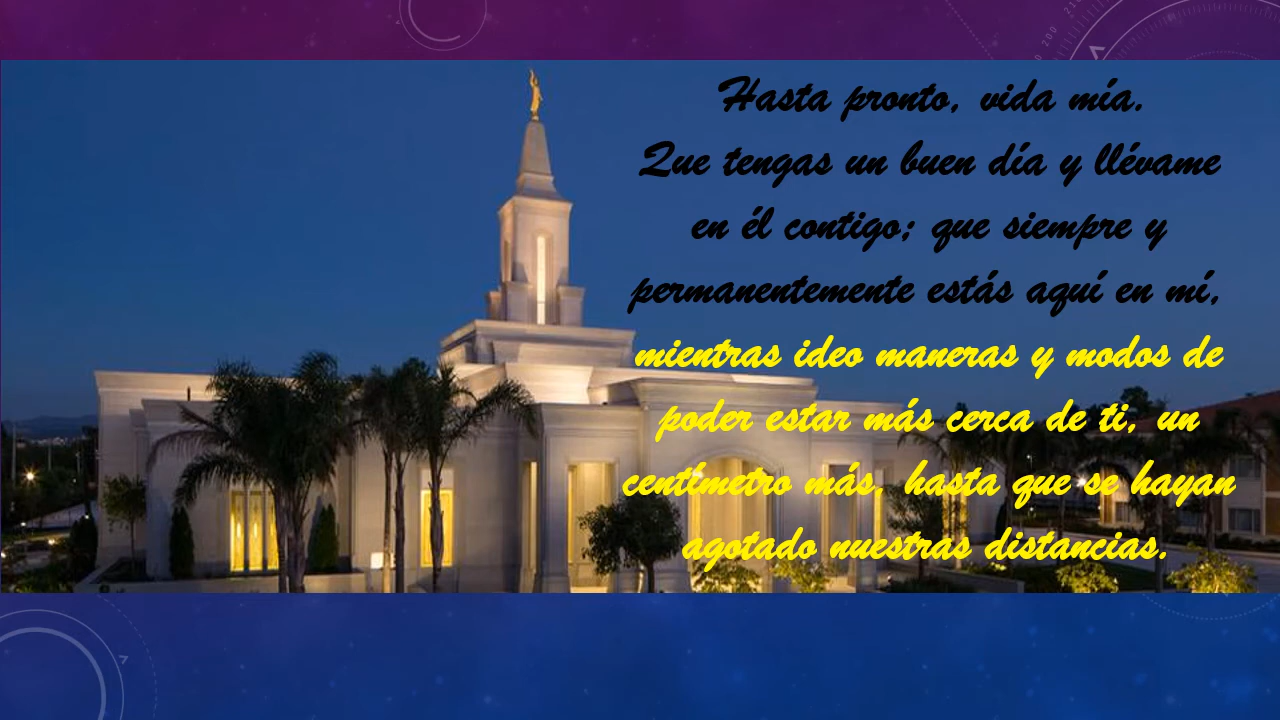 Hasta pronto, vida mía.
Que tengas un buen día y llévame
en él contigo; que siempre y
permanentemente estás aquí en mí,
mientras ideo maneras y modos de
poder estar más cerca de ti, un
centímetro más, hasta que se hayan
agotado nuestras distancias.